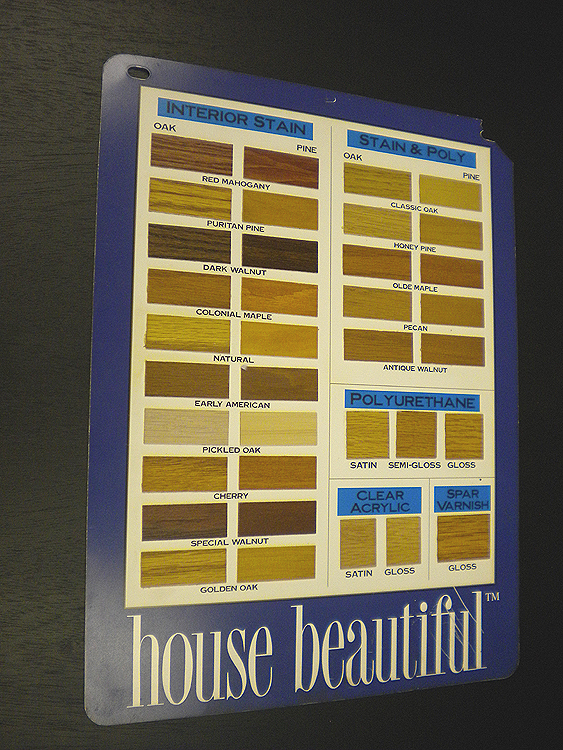 INTERIOR STAIN
OAK
PINE
RED MAHOGANY
PURITAN PINE
DARK WALNUT
COLONIAL MAPLE
NATURAL
EARLY AMERICAN
PICKLED OAK
CHERRY
SPECIAL WALNUT
GOLDEN OAK
STAIN & POLY
OAK
PINE
CLASSIC OAK
HONEY PINE
OLDE MAPLE
PECAN
ANTIQUE WALNUT
POLYURETHANE
SATIN SEMI-GLOSS GLOSS
CLEAR
ACRYLIC
SATIN GLOSS
SPAR
VARNISH
GLOSS
house beautiful™